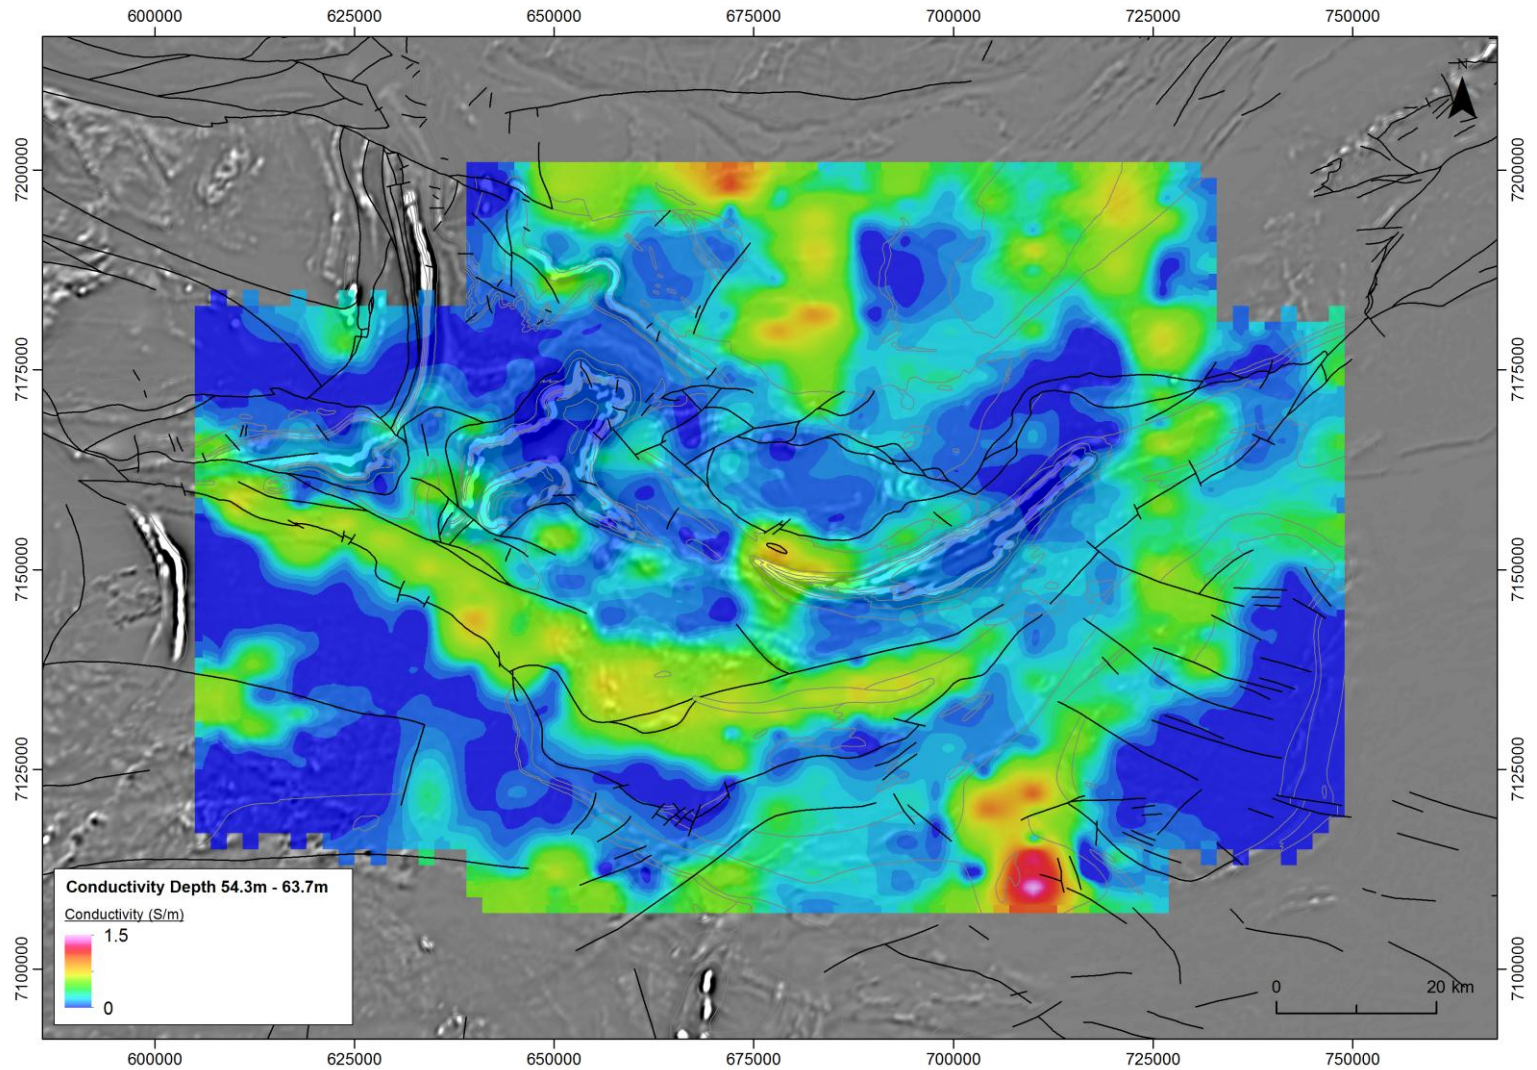 600000 625000 650000 675000 700000 725000 750000
N
7200000 7200000
7175000 7175000
7150000 7150000
7125000 7125000
7100000 7100000
Conductivity Depth 54.3m - 63.7m
Conductivity (S/m)
1.5
0
0 20 km
600000 625000 650000 675000 700000 725000 750000